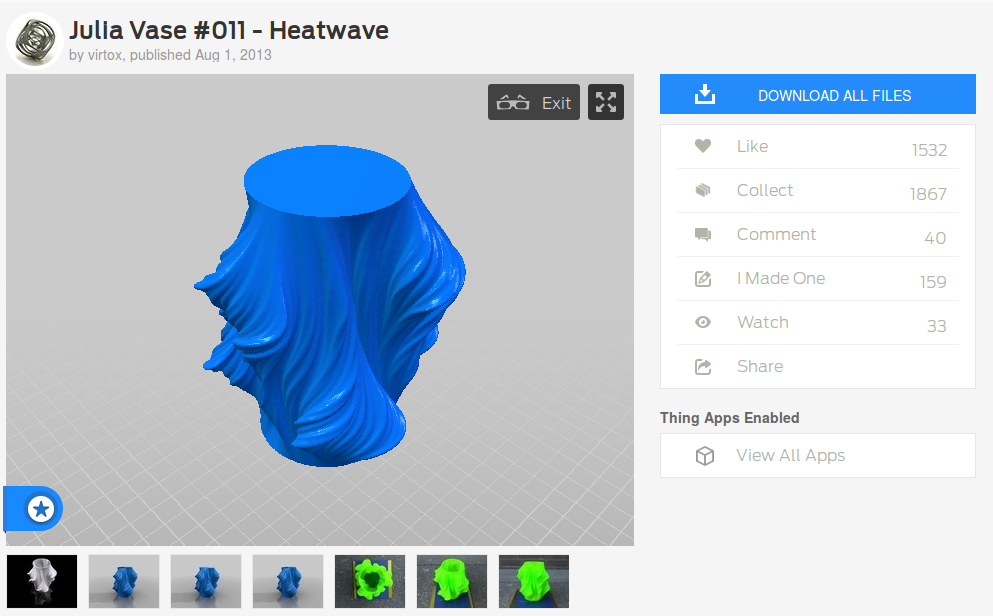 Julia Vase #011 - Heatwave
by virtox, published Aug 1, 2013
Exit
DOWNLOAD ALL FILES
Like 1532
Collect 1867
Comment 40
I Made One 159
Watch 33
Share
Thing Apps Enabled
View All Apps